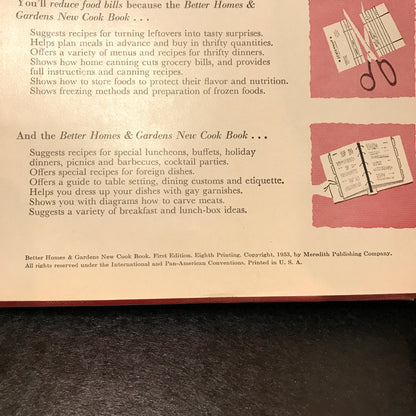 You'll reduce food bills because the Better Homes &
Gardens New Cook Book . . .
Suggests recipes for turning leftovers into tasty surprises.
Helps plan meals in advance and buy in thrifty quantities.
Offers a variety of menus and recipes for thrifty dinners.
Shows how home canning cuts grocery bills, and provides
full instructions and canning recipes.
Shows how to store foods to protect their flavor and nutrition.
Shows freezing methods and preparation of frozen foods.
And the Better Homes & Gardens New Cook Book . . .
Suggests recipes for special luncheons, buffets, holiday
dinners, picnics and barbecues, cocktail parties.
Offers special recipes for foreign dishes.
Offers a guide to table setting, dining customs and etiquette.
Helps you dress up your dishes with gay garnishes.
Shows you with diagrams how to carve meats.
Suggests a variety of breakfast and lunch-box ideas.
Better Homes & Gardens New Cook Book. First Edition. Eighth Printing. Copyright, 1953, by Meredith Publishing Company.
All rights reserved under the International and Pan-American Conventions. Printed in U. S. A.